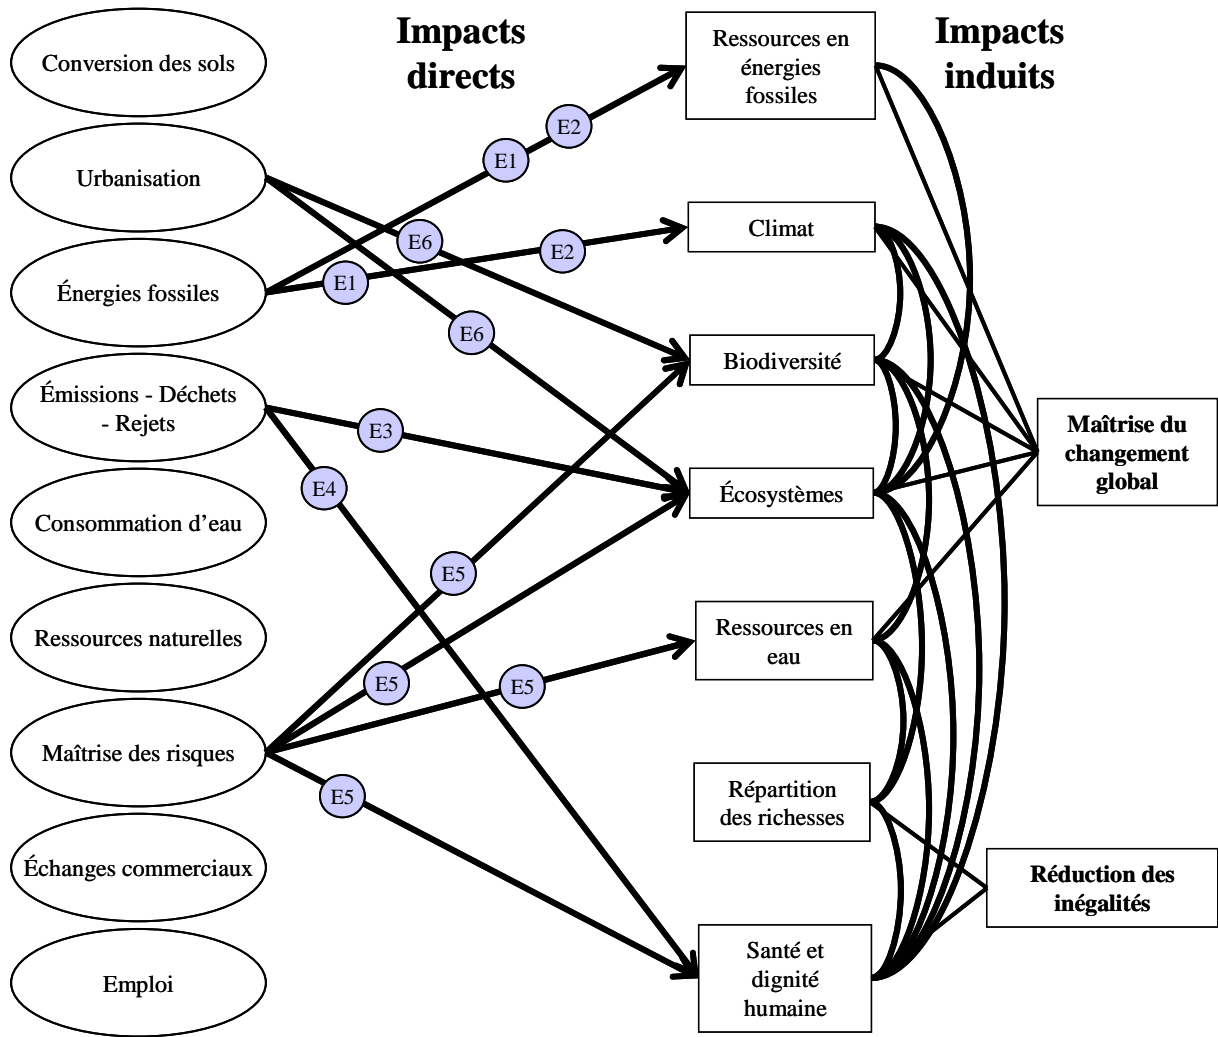 Impacts
directs
Impacts
induits
Conversion des sols
Urbanisation
Énergies fossiles
Émissions - Déchets
- Rejets
Consommation d’eau
Ressources naturelles
Maîtrise des risques
Échanges commerciaux
Emploi
E2
E1
E6
E2
E1
E6
E3
E4
E5
E5
E5
E5
Ressources en
énergies
fossiles
Climat
Biodiversité
Écosystèmes
Ressources en
eau
Répartition
des richesses
Santé et
dignité
humaine
Maîtrise du
changement
global
Réduction des
inégalités